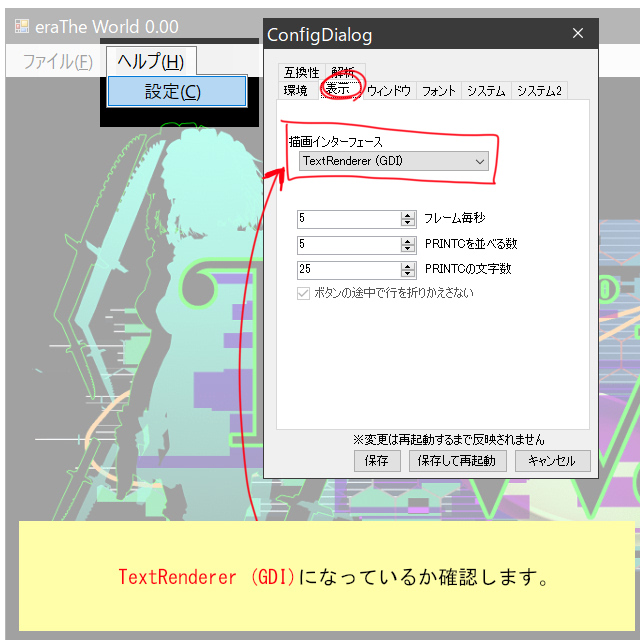 eraThe World 0.00
ファイル(F)
ヘルプ(H)
設定(C)
ConfigDialog
互換性 解析
環境 表示 ウィンドウ フォント システム システム2
描画インターフェース
TextRenderer (GDI)
5 フレーム毎秒
5 PRINTCを並べる数
25 PRINTCの文字数
ボタンの途中で行を折りかえさない
※変更は再起動するまで反映されません
保存 保存して再起動 キャンセル
TextRenderer (GDI)になっているか確認します。